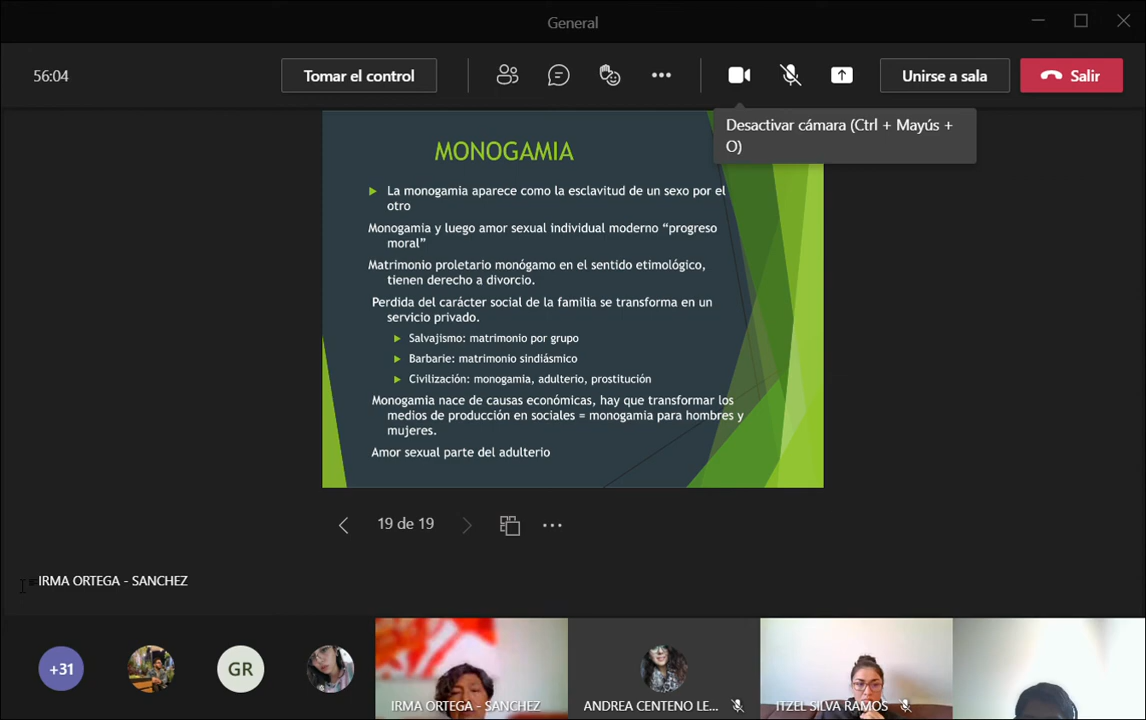 General
56:04
Tomar el control
Unirse a sala
Salir
Desactivar cámara (Ctrl + Mayús +
O)
MONOGAMIA
La monogamia aparece como la esclavitud de un sexo por el
otro
Monogamia y luego amor sexual individual moderno “progreso
moral”
Matrimonio proletario monógamo en el sentido etimológico,
tienen derecho a divorcio.
Perdida del carácter social de la familia se transforma en un
servicio privado.
Salvajismo: matrimonio por grupo
Barbarie: matrimonio sindiásmico
Civilización: monogamia, adulterio, prostitución
Monogamia nace de causas económicas, hay que transformar los
medios de producción en sociales = monogamia para hombres y
mujeres.
Amor sexual parte del adulterio
19 de 19
IRMA ORTEGA - SANCHEZ
+31
GR
IRMA ORTEGA - SANCHEZ
ANDREA CENTENO LE...
ITZEL SILVA RAMOS